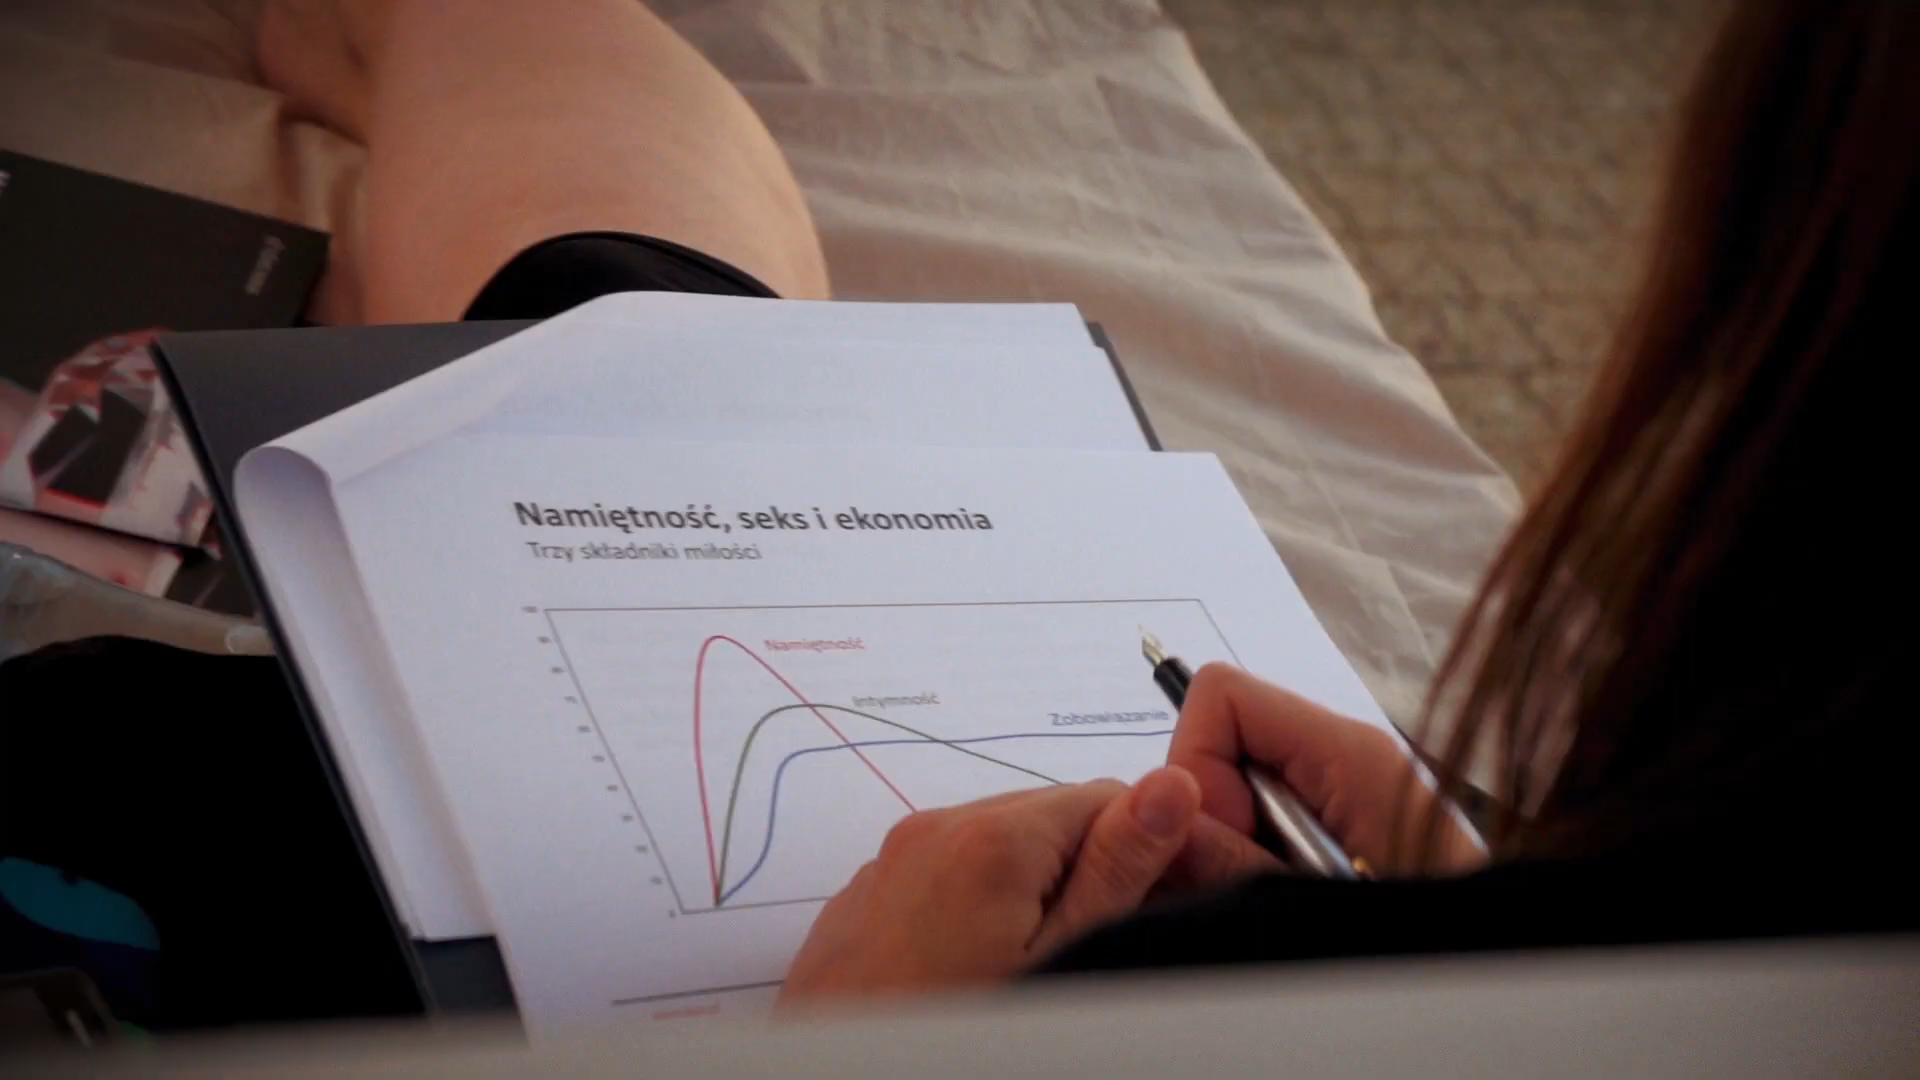 Namiętność, seks i ekonomia
Trzy składniki miłości
Namiętność
Intymność
Zobowiązanie